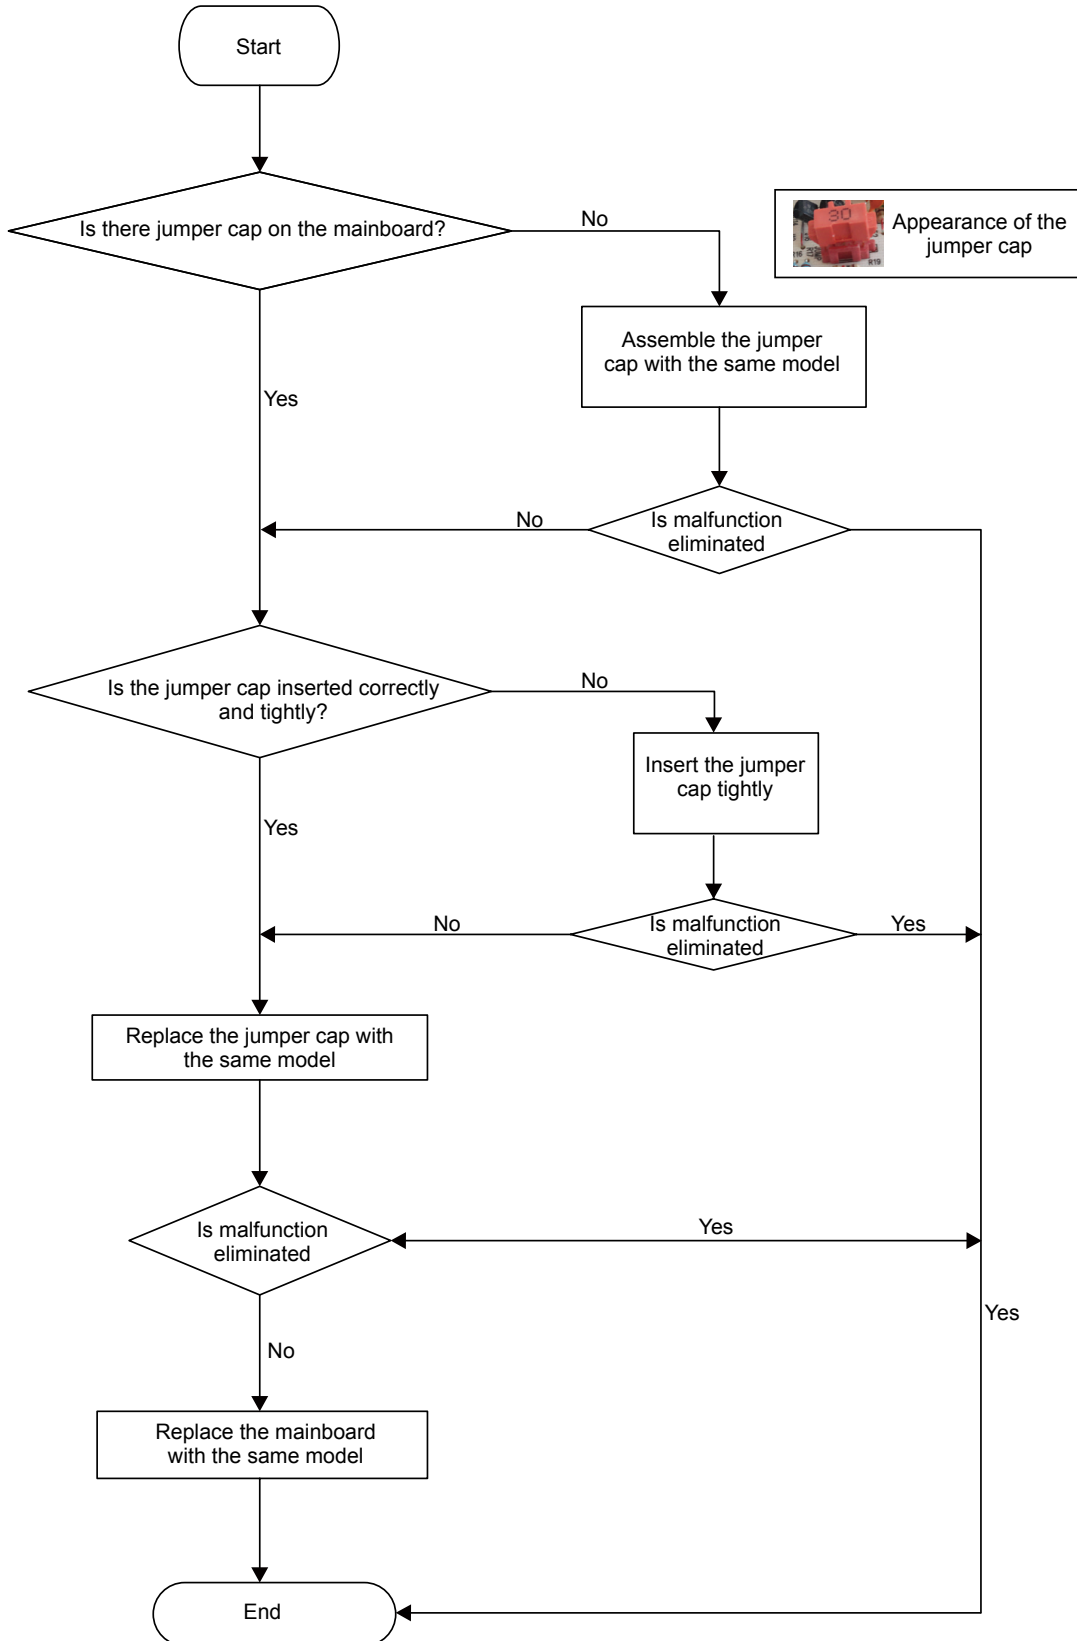 Start
Is there jumper cap on the mainboard?
No
30
Appearance of the
jumper cap
R19
Assemble the jumper
cap with the same model
Yes
No
Is malfunction
eliminated
Is the jumper cap inserted correctly
and tightly?
No
Insert the jumper
cap tightly
Yes
No
Is malfunction
eliminated
Yes
Replace the jumper cap with
the same model
Is malfunction
eliminated
Yes
Yes
No
Replace the mainboard
with the same model
End